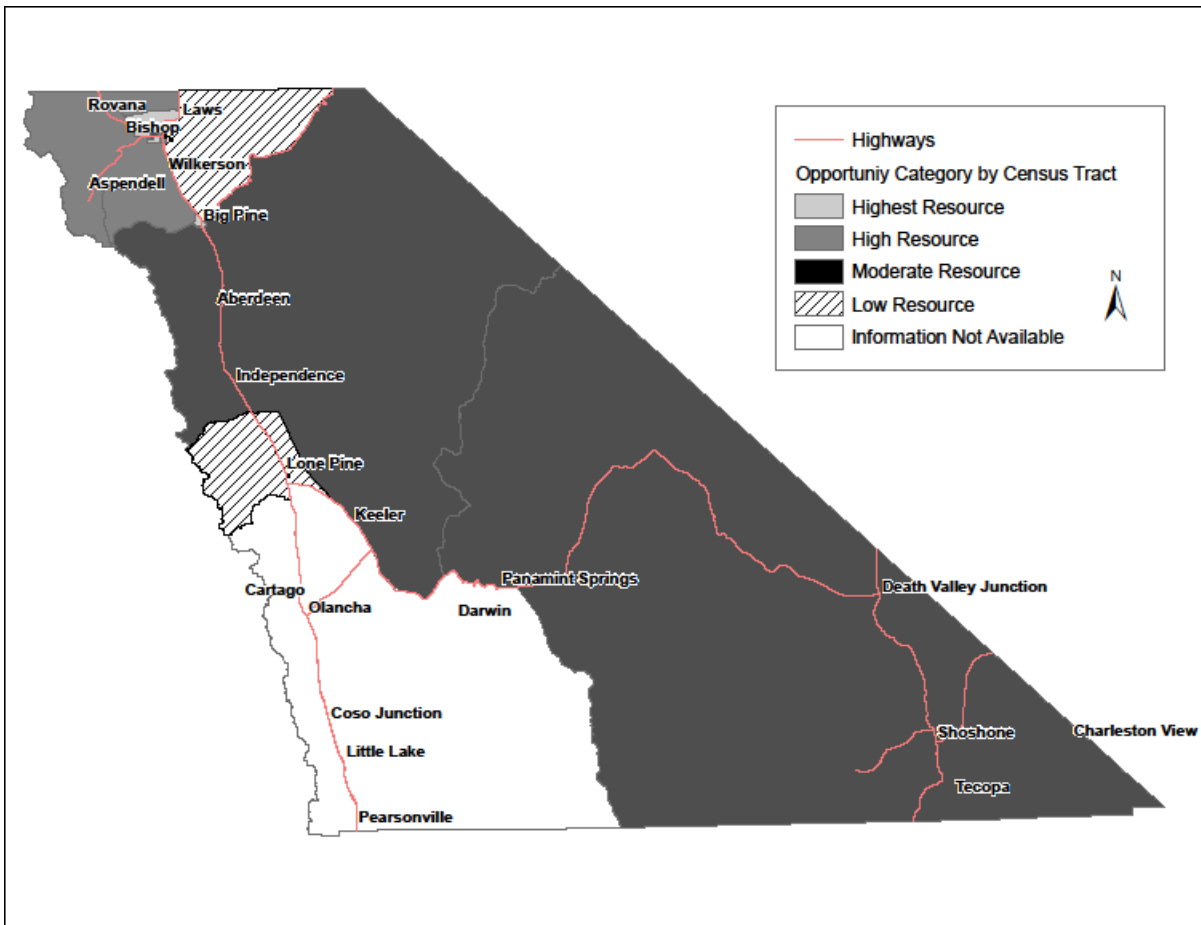 Rovana
Laws
Bishop
Wilkerson
Aspendell
Big Pine
Aberdeen
Independence
Lone Pine
Keeler
Cartago
Olancha
Darwin
Panamint Springs
Death Valley Junction
Coso Junction
Little Lake
Pearsonville
Shoshone
Charleston View
Tecopa
Highways
Opportuniy Category by Census Tract
Highest Resource
High Resource
Moderate Resource
Low Resource
Information Not Available
N